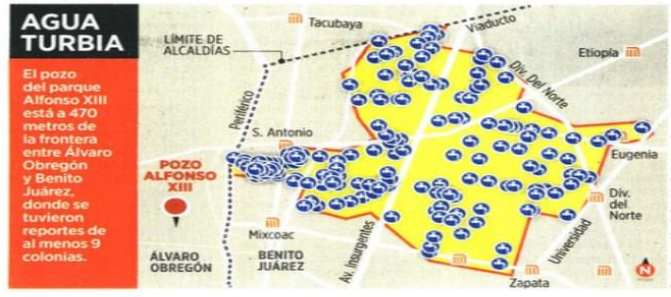 AGUA
TURBIA
El pozo
del parque
Alfonso XIII
está a 470
metros de
la frontera
entre Álvaro
Obregón
y Benito
Juárez,
donde se
tuvieron
reportes de
al menos 9
colonias.
LÍMITE DE
ALCALDÍAS
Tacubaya
Viaducto
Etiopía
Div. Del Norte
Periférico
S. Antonio
Eugenia
POZO
ALFONSO
XIII
Div.
del
Norte
Mixcoac
Av. Insurgentes
Universidad
ÁLVARO
OBREGÓN
BENITO
JUÁREZ
Zapata
N